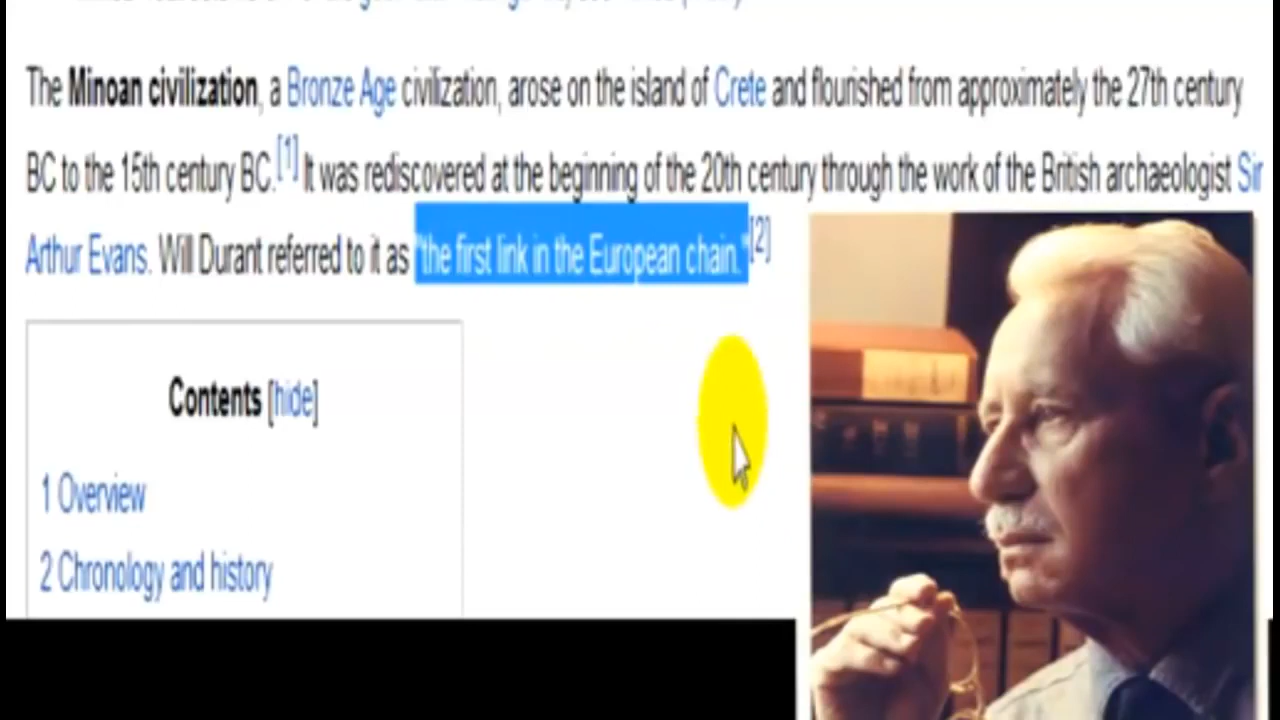 The Minoan civilization, a Bronze Age civilization, arose on the island of Crete and flourished from approximately the 27th century
BC to the 15th century BC.[1] It was rediscovered at the beginning of the 20th century through the work of the British archaeologist Sir
Arthur Evans. Will Durant referred to it as "the first link in the European chain."[2]
Contents [hide]
1 Overview
2 Chronology and history